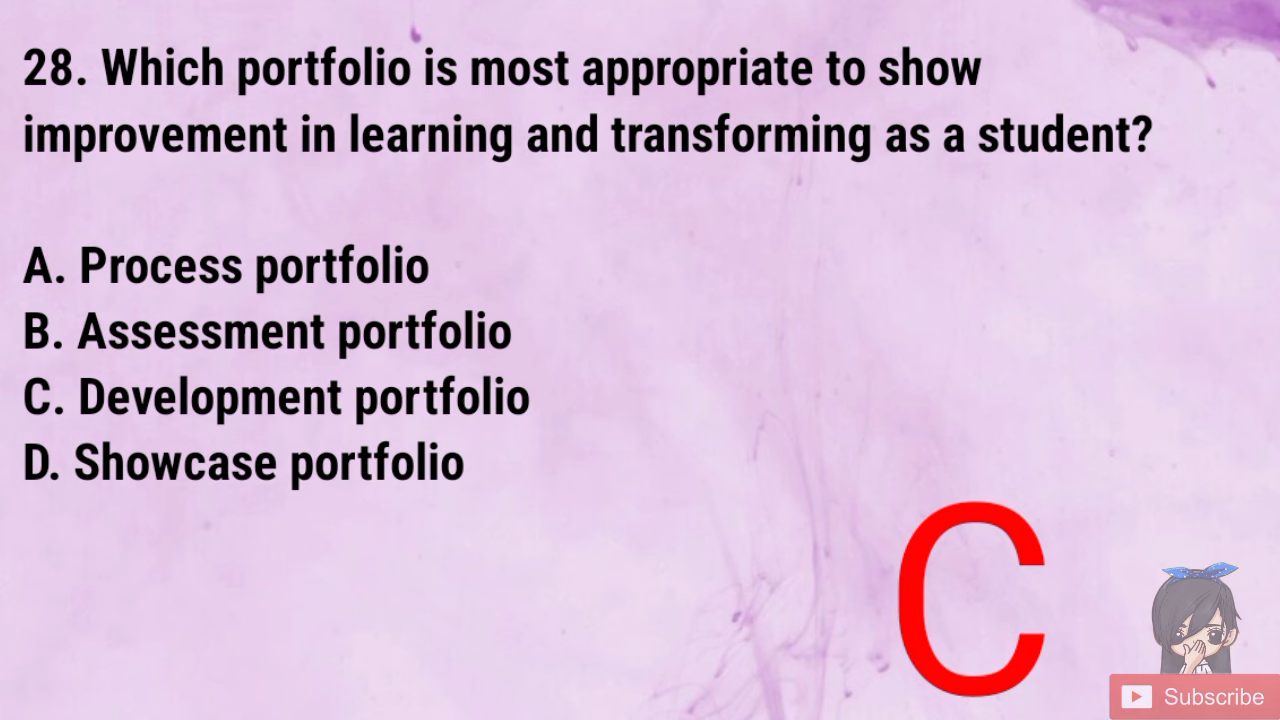 28. Which portfolio is most appropriate to show
improvement in learning and transforming as a student?
A. Process portfolio
B. Assessment portfolio
C. Development portfolio
D. Showcase portfolio
C
Subscribe